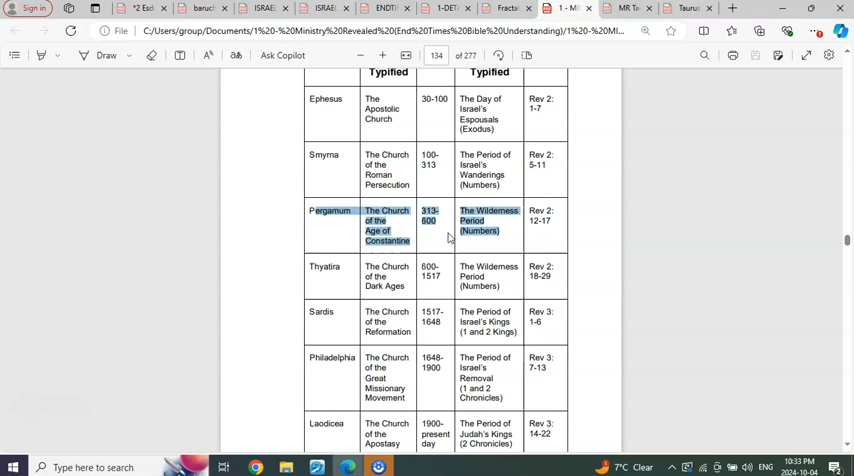 Sign in
*2 Esd
baruch
ISRAEL
ISRAEL
ENDTI
1-DETA
Fractal
1 - MI
MR Ta
Taurus
File
C:/Users/group/Documents/1%20-%20Ministry%20Revealed%20(End%20Times%20Bible%20Understanding)/1%20-%20MI...
Draw
Ask Copilot
134 of 277
Typified
Typified
Ephesus
The
Apostolic
Church
30-100
The Day of
Israel's
Espousals
(Exodus)
Rev 2:
1-7
Smyrna
The Church
of the
Roman
Persecution
100-
313
The Period of
Israel's
Wanderings
(Numbers)
Rev 2:
5-11
Pergamum
The Church
of the
Age of
Constantine
313-
600
The Wilderness
Period
(Numbers)
Rev 2:
12-17
Thyatira
The Church
of the
Dark Ages
600-
1517
The Wilderness
Period
(Numbers)
Rev 2:
18-29
Sardis
The Church
of the
Reformation
1517-
1648
The Period of
Israel's Kings
(1 and 2 Kings)
Rev 3:
1-6
Philadelphia
The Church
of the
Great
Missionary
Movement
1648-
1900
The Period of
Israel's
Removal
(1 and 2
Chronicles)
Rev 3:
7-13
Laodicea
The Church
of the
Apostasy
1900-
present
day
The Period of
Judah's Kings
(2 Chronicles)
Rev 3:
14-22
Type here to search
7°C Clear
ENG
10:33 PM
2024-10-04